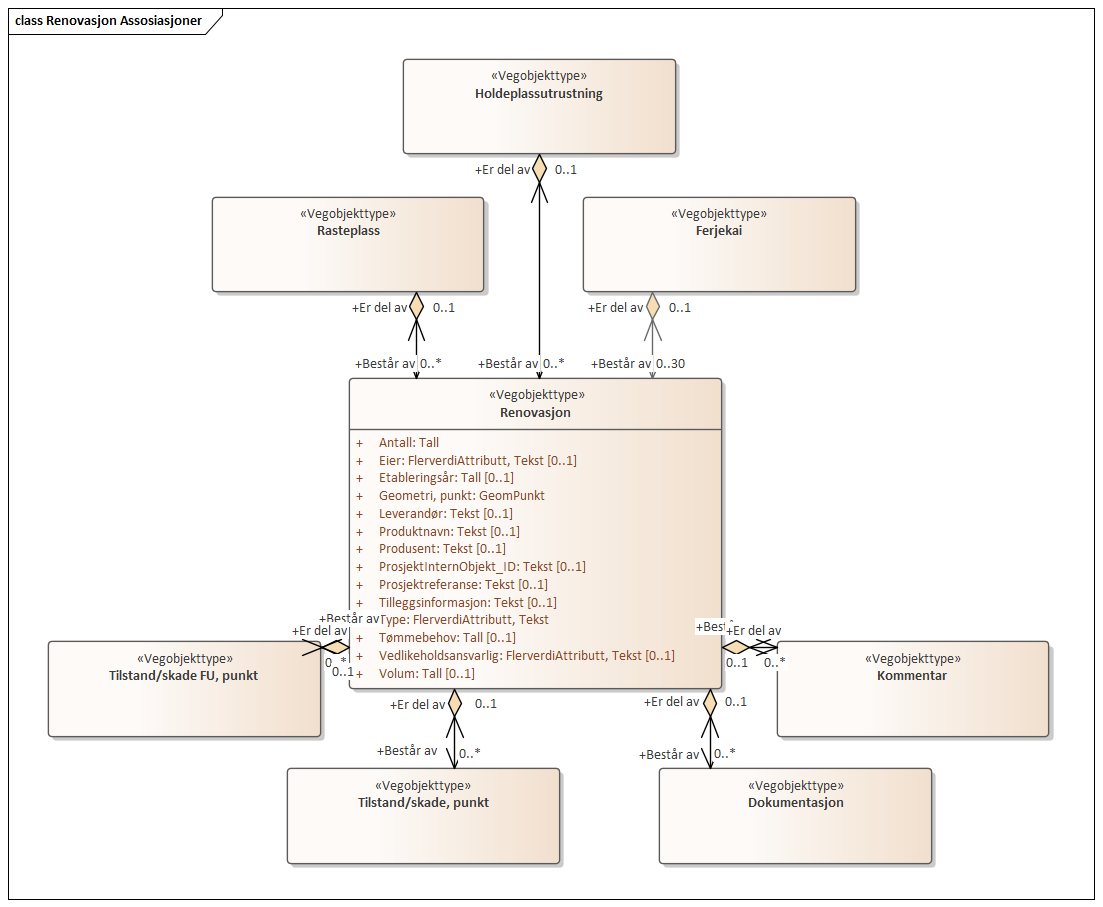 class Renovasjon Assosiasjoner
«Vegobjekttype»
Holdeplassutrustning
+Er del av 0..1
«Vegobjekttype»
Rasteplass
«Vegobjekttype»
Ferjekai
+Er del av 0..1
+Er del av 0..1
+Består av 0..*
+Består av 0..*
+Består av 0..30
«Vegobjekttype»
Renovasjon
+ Antall: Tall
+ Eier: FlerverdiAttributt, Tekst [0..1]
+ Etableringsår: Tall [0..1]
+ Geometri, punkt: GeomPunkt
+ Leverandør: Tekst [0..1]
+ Produktnavn: Tekst [0..1]
+ Produsent: Tekst [0..1]
+ ProsjektInternObjekt_ID: Tekst [0..1]
+ Prosjektreferanse: Tekst [0..1]
+ Tilleggsinformasjon: Tekst [0..1]
Type: FlerverdiAttributt, Tekst
+ Tømmebehov: Tall [0..1]
+ Vedlikeholdsansvarlig: FlerverdiAttributt, Tekst [0..1]
+ Volum: Tall [0..1]
+Består av
+Er del av
0..*
0..1
+Best
+Er del av
0..1 0..*
«Vegobjekttype»
Tilstand/skade FU, punkt
«Vegobjekttype»
Kommentar
+Er del av 0..1
+Er del av 0..1
+Består av 0..*
+Består av 0..*
«Vegobjekttype»
Tilstand/skade, punkt
«Vegobjekttype»
Dokumentasjon